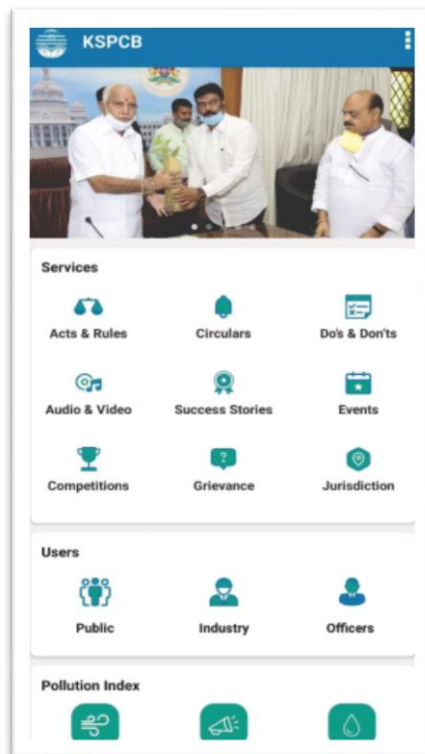 KSPCB
Services
Acts & Rules Circulars Do's & Don'ts
Audio & Video Success Stories Events
Competitions Grievance Jurisdiction
Users
Public Industry Officers
Pollution Index